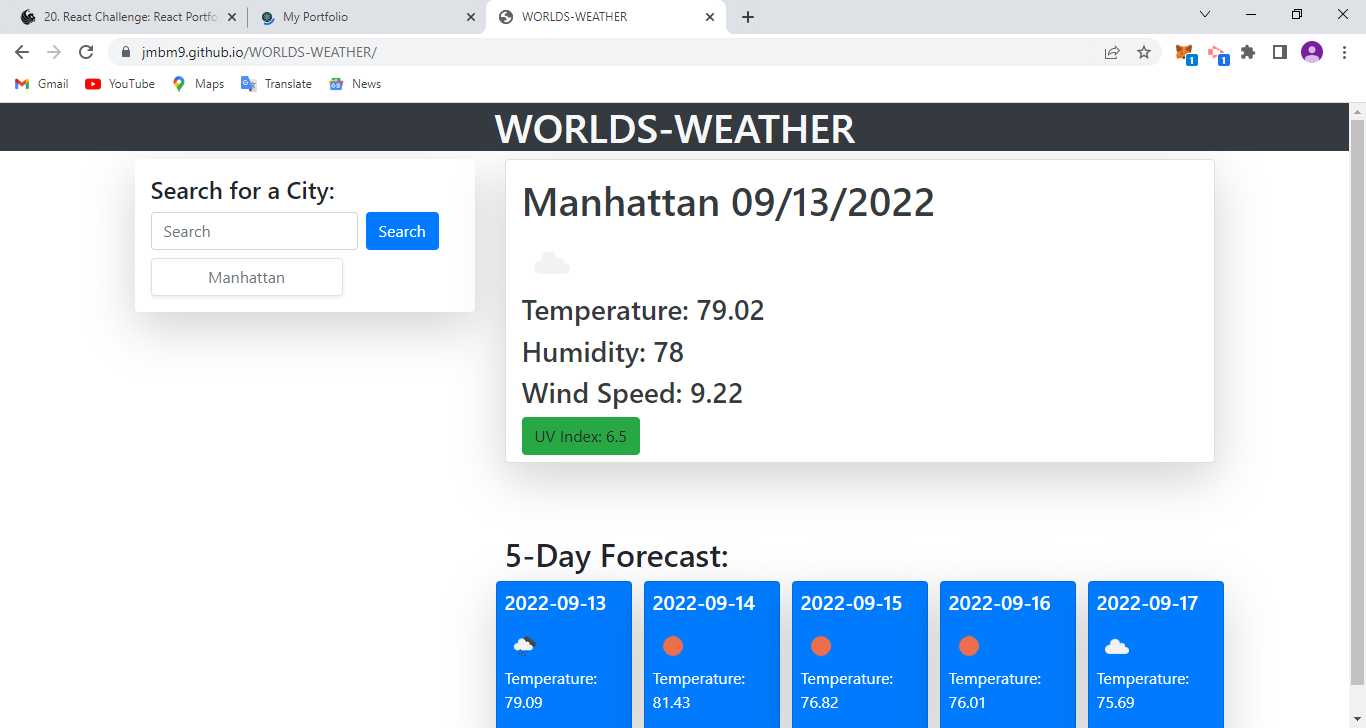 20. React Challenge: React Portfo
My Portfolio
WORLDS-WEATHER
jmbm9.github.io/WORLDS-WEATHER/
1
1
Gmail
YouTube
Maps
Translate
News
WORLDS-WEATHER
Search for a City:
Search
Search
Manhattan
Manhattan 09/13/2022
Temperature: 79.02
Humidity: 78
Wind Speed: 9.22
UV Index: 6.5
5-Day Forecast:
2022-09-13
Temperature:
79.09
2022-09-14
Temperature:
81.43
2022-09-15
Temperature:
76.82
2022-09-16
Temperature:
76.01
2022-09-17
Temperature:
75.69